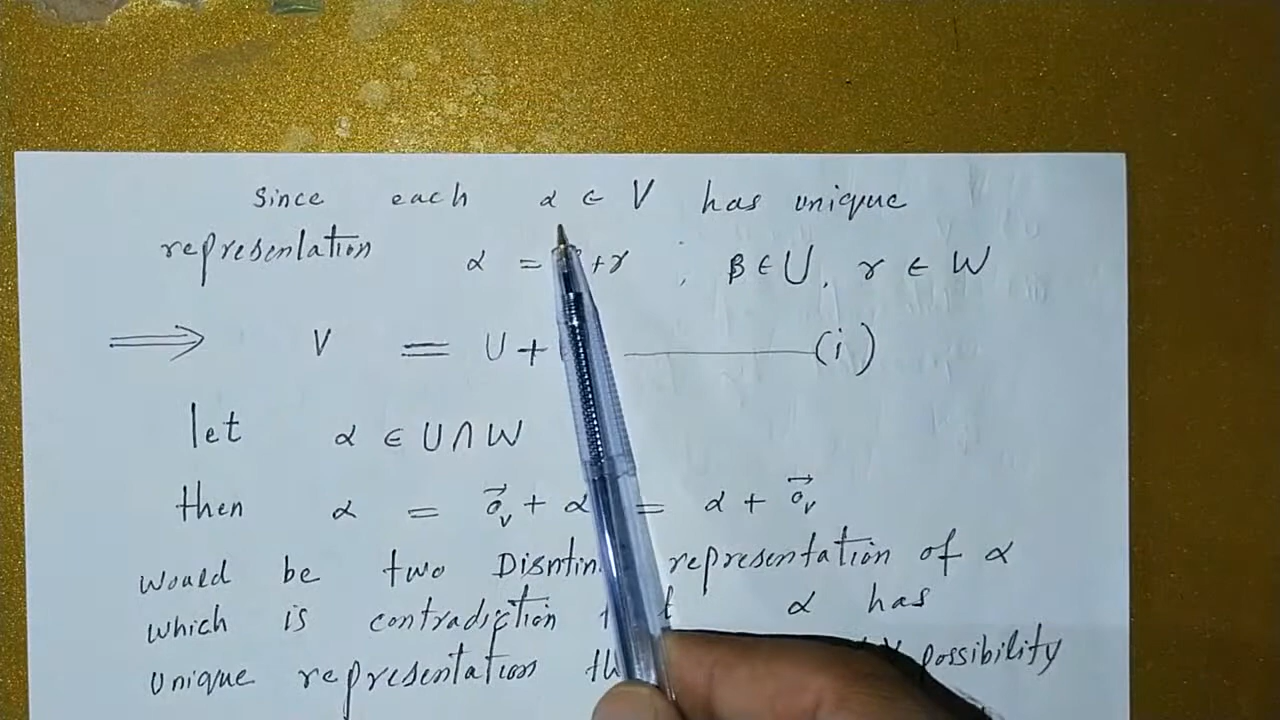 since each α ∈ V has unique
representation α = +γ ; β ∈ U, γ ∈ W
⟹ V = U + ———(i)
let α ∈ U ∩ W
then α = 0⃗ᵥ + α = α + 0⃗ᵥ
would be two representation of α
which is contradiction α has
unique representation possibility